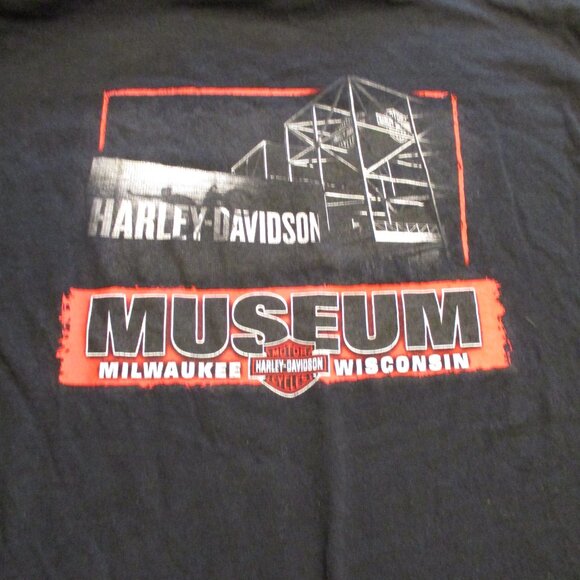 HARLEY-DAVIDSON
MUSEUM
MILWAUKEE WISCONSIN
MOTOR
HARLEY-DAVIDSON
CYCLES